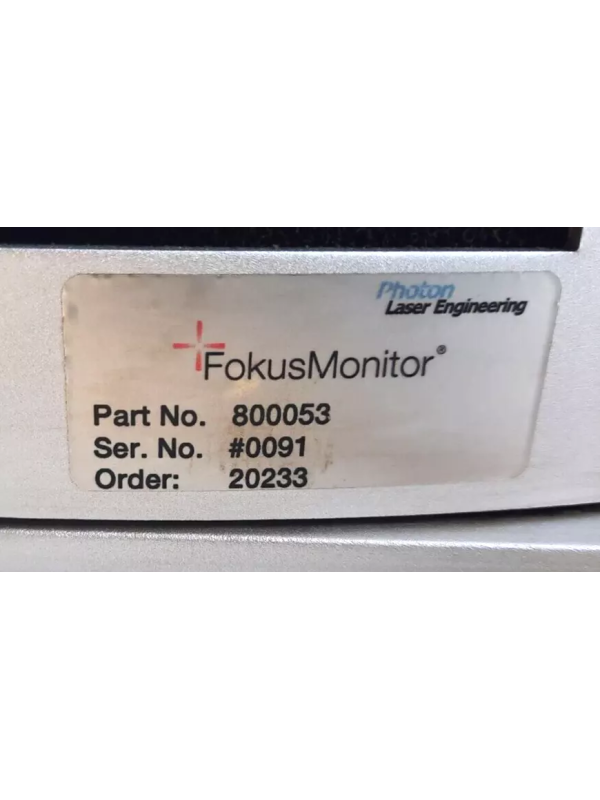 Photon
Laser Engineering
FokusMonitor®
Part No. 800053
Ser. No. #0091
Order: 20233